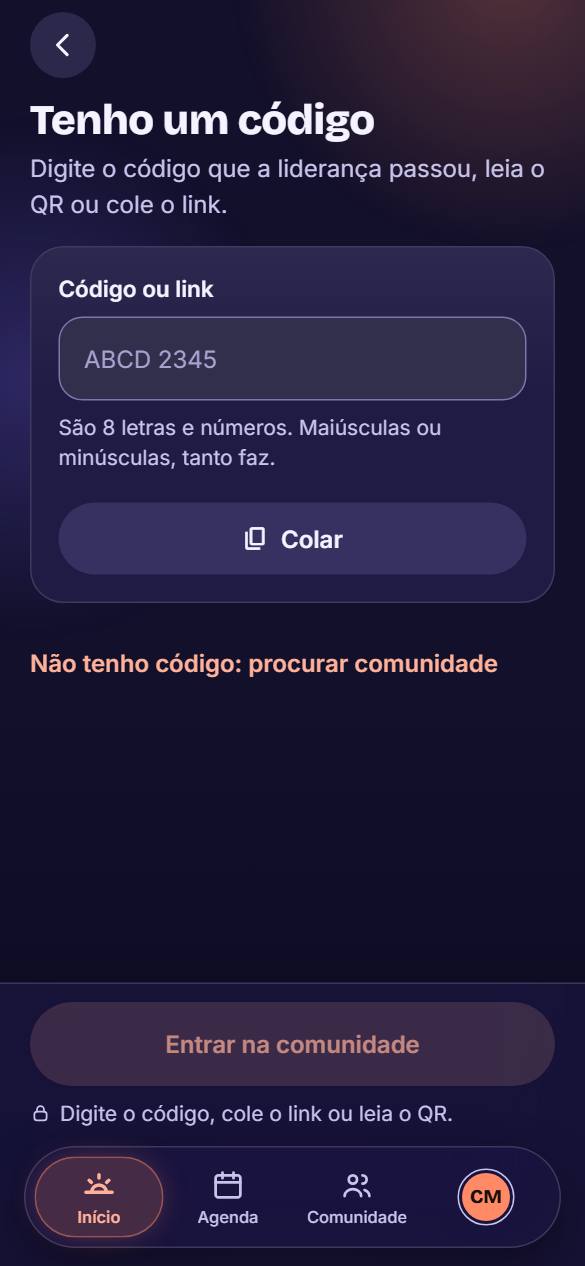 Tenho um código
Digite o código que a liderança passou, leia o
QR ou cole o link.
Código ou link
ABCD 2345
São 8 letras e números. Maiúsculas ou
minúsculas, tanto faz.
Colar
Não tenho código: procurar comunidade
Entrar na comunidade
Digite o código, cole o link ou leia o QR.
Início
Agenda
Comunidade
CM